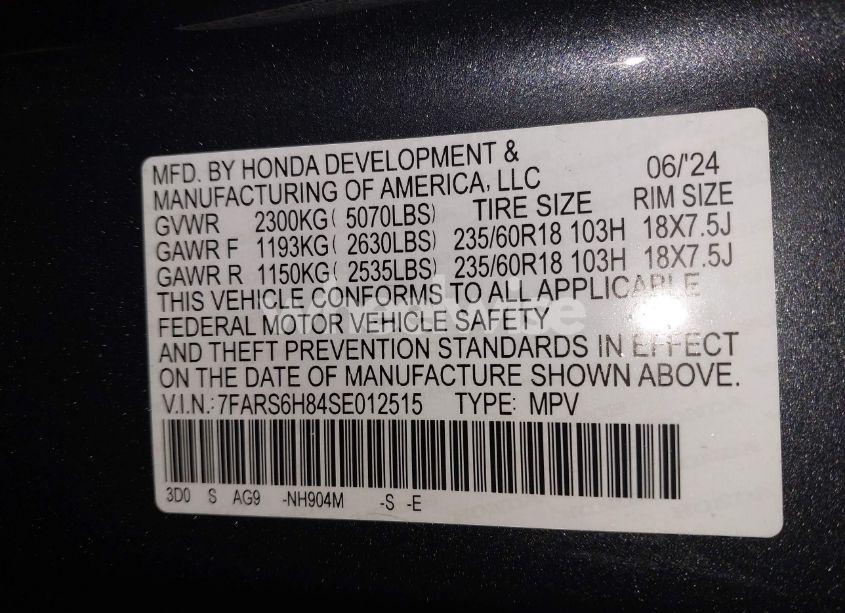 MFD. BY HONDA DEVELOPMENT &
MANUFACTURING OF AMERICA, LLC 06/'24
GVWR 2300KG( 5070LBS) TIRE SIZE RIM SIZE
GAWR F 1193KG( 2630LBS) 235/60R18 103H 18X7.5J
GAWR R 1150KG( 2535LBS) 235/60R18 103H 18X7.5J
THIS VEHICLE CONFORMS TO ALL APPLICABLE
FEDERAL MOTOR VEHICLE SAFETY
AND THEFT PREVENTION STANDARDS IN EFFECT
ON THE DATE OF MANUFACTURE SHOWN ABOVE.
V.I.N.: 7FARS6H84SE012515 TYPE: MPV
3D0 S AG9 -NH904M -S -E